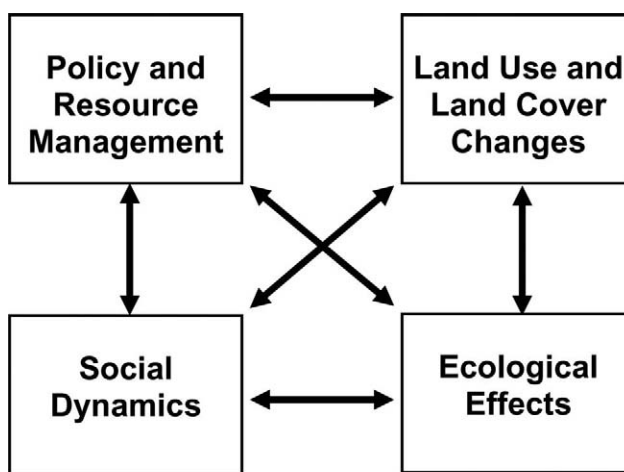 Policy and
Resource
Management
Land Use and
Land Cover
Changes
Social
Dynamics
Ecological
Effects